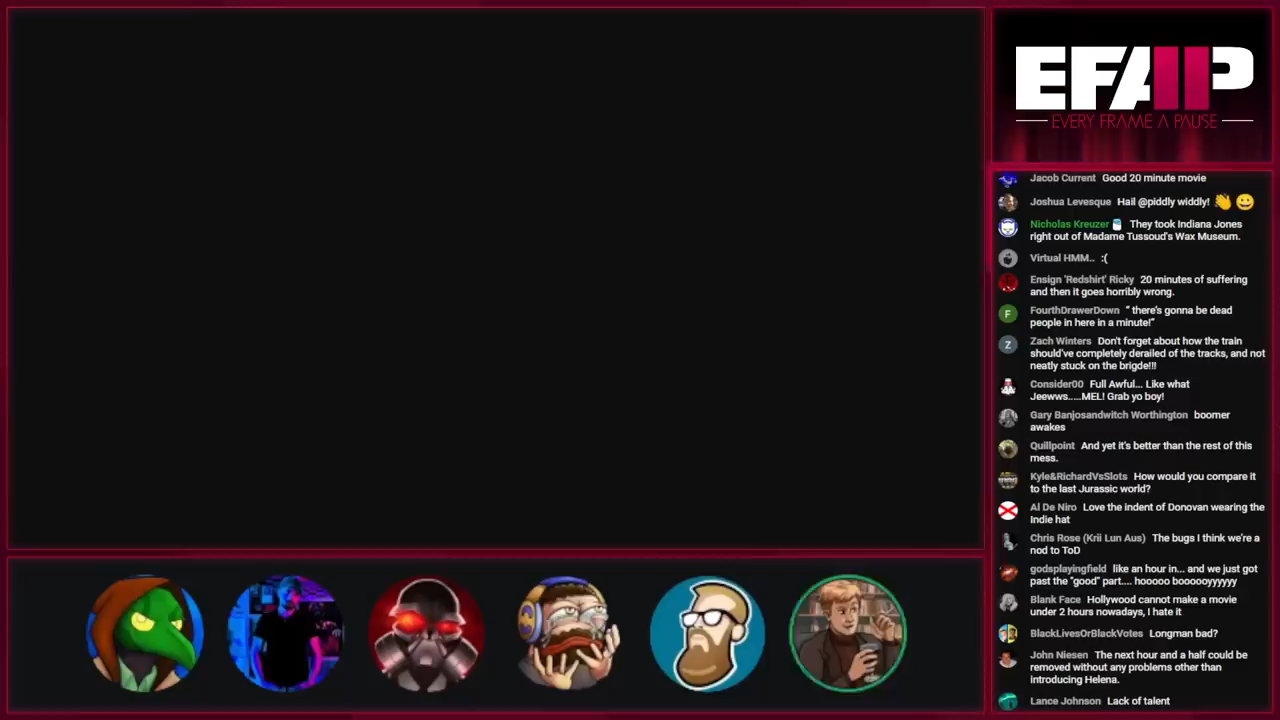 EFAP
EVERY FRAME A PAUSE
Jacob Current Good 20 minute movie
Joshua Levesque Hail @piddly widdly! 👏 😀
Nicholas Kreuzer They took Indiana Jones
right out of Madame Tussoud's Wax Museum.
Virtual HMM.. :(
Ensign 'Redshirt' Ricky 20 minutes of suffering
and then it goes horribly wrong.
F
FourthDrawerDown “ there's gonna be dead
people in here in a minute!”
Z
Zach Winters Don't forget about how the train
should've completely derailed of the tracks, and not
neatly stuck on the brigde!!!
Consider00 Full Awful... Like what
Jeewws.....MEL! Grab yo boy!
Gary Banjosandwitch Worthington boomer
awakes
Quillpoint And yet it's better than the rest of this
mess.
Kyle&RichardVsSlots How would you compare it
to the last Jurassic world?
Al De Niro Love the indent of Donovan wearing the
Indie hat
Chris Rose (Krii Lun Aus) The bugs I think we're a
nod to ToD
godsplayingfield like an hour in... and we just got
past the "good" part.... hooooo boooooyyyyyy
Blank Face Hollywood cannot make a movie
under 2 hours nowadays, I hate it
BlackLivesOrBlackVotes Longman bad?
John Niesen The next hour and a half could be
removed without any problems other than
introducing Helena.
Lance Johnson Lack of talent